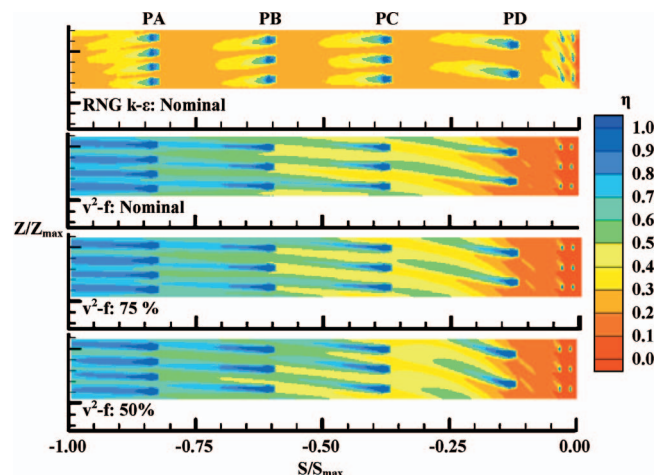 PA PB PC PD
RNG k-ε: Nominal
v²-f: Nominal
v²-f: 75 %
v²-f: 50%
Z/Zmax
η
1.0
0.9
0.8
0.7
0.6
0.5
0.4
0.3
0.2
0.1
0.0
-1.00 -0.75 -0.50 -0.25 0.00
S/Smax